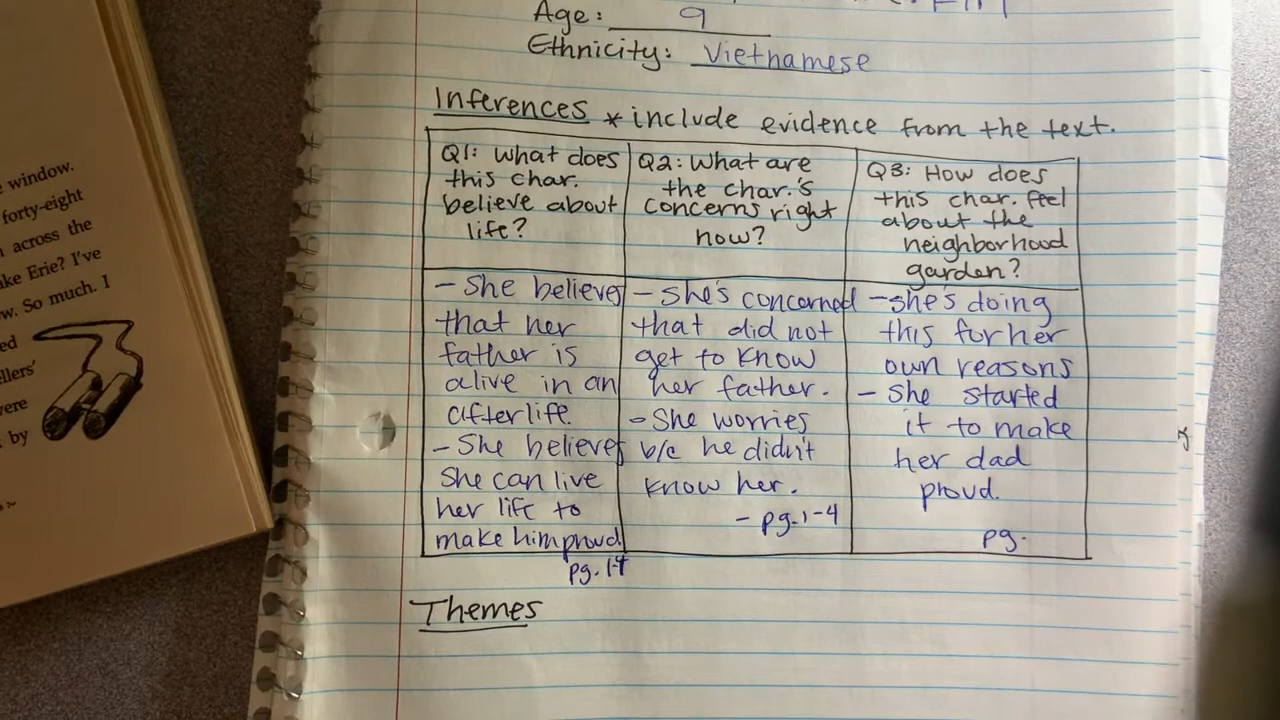 Age: 9
Ethnicity: Vietnamese
Inferences * include evidence from the text.
Q1: What does
this char.
believe about
life?
Q2: What are
the char.'s
concerns right
now?
Q3: How does
this char. feel
about the
neighborhood
garden?
- She believes
that her
father is
alive in an
afterlife.
- She believes
she can live
her life to
make him proud.
pg. 1-4
- She's concerned
that did not
get to know
her father.
- She worries
b/c he didn't
know her.
- pg. 1-4
- she's doing
this for her
own reasons
- She started
it to make
her dad
proud.
pg.
Themes
window.
forty-eight
across the
Erie? I've
So much. I
by